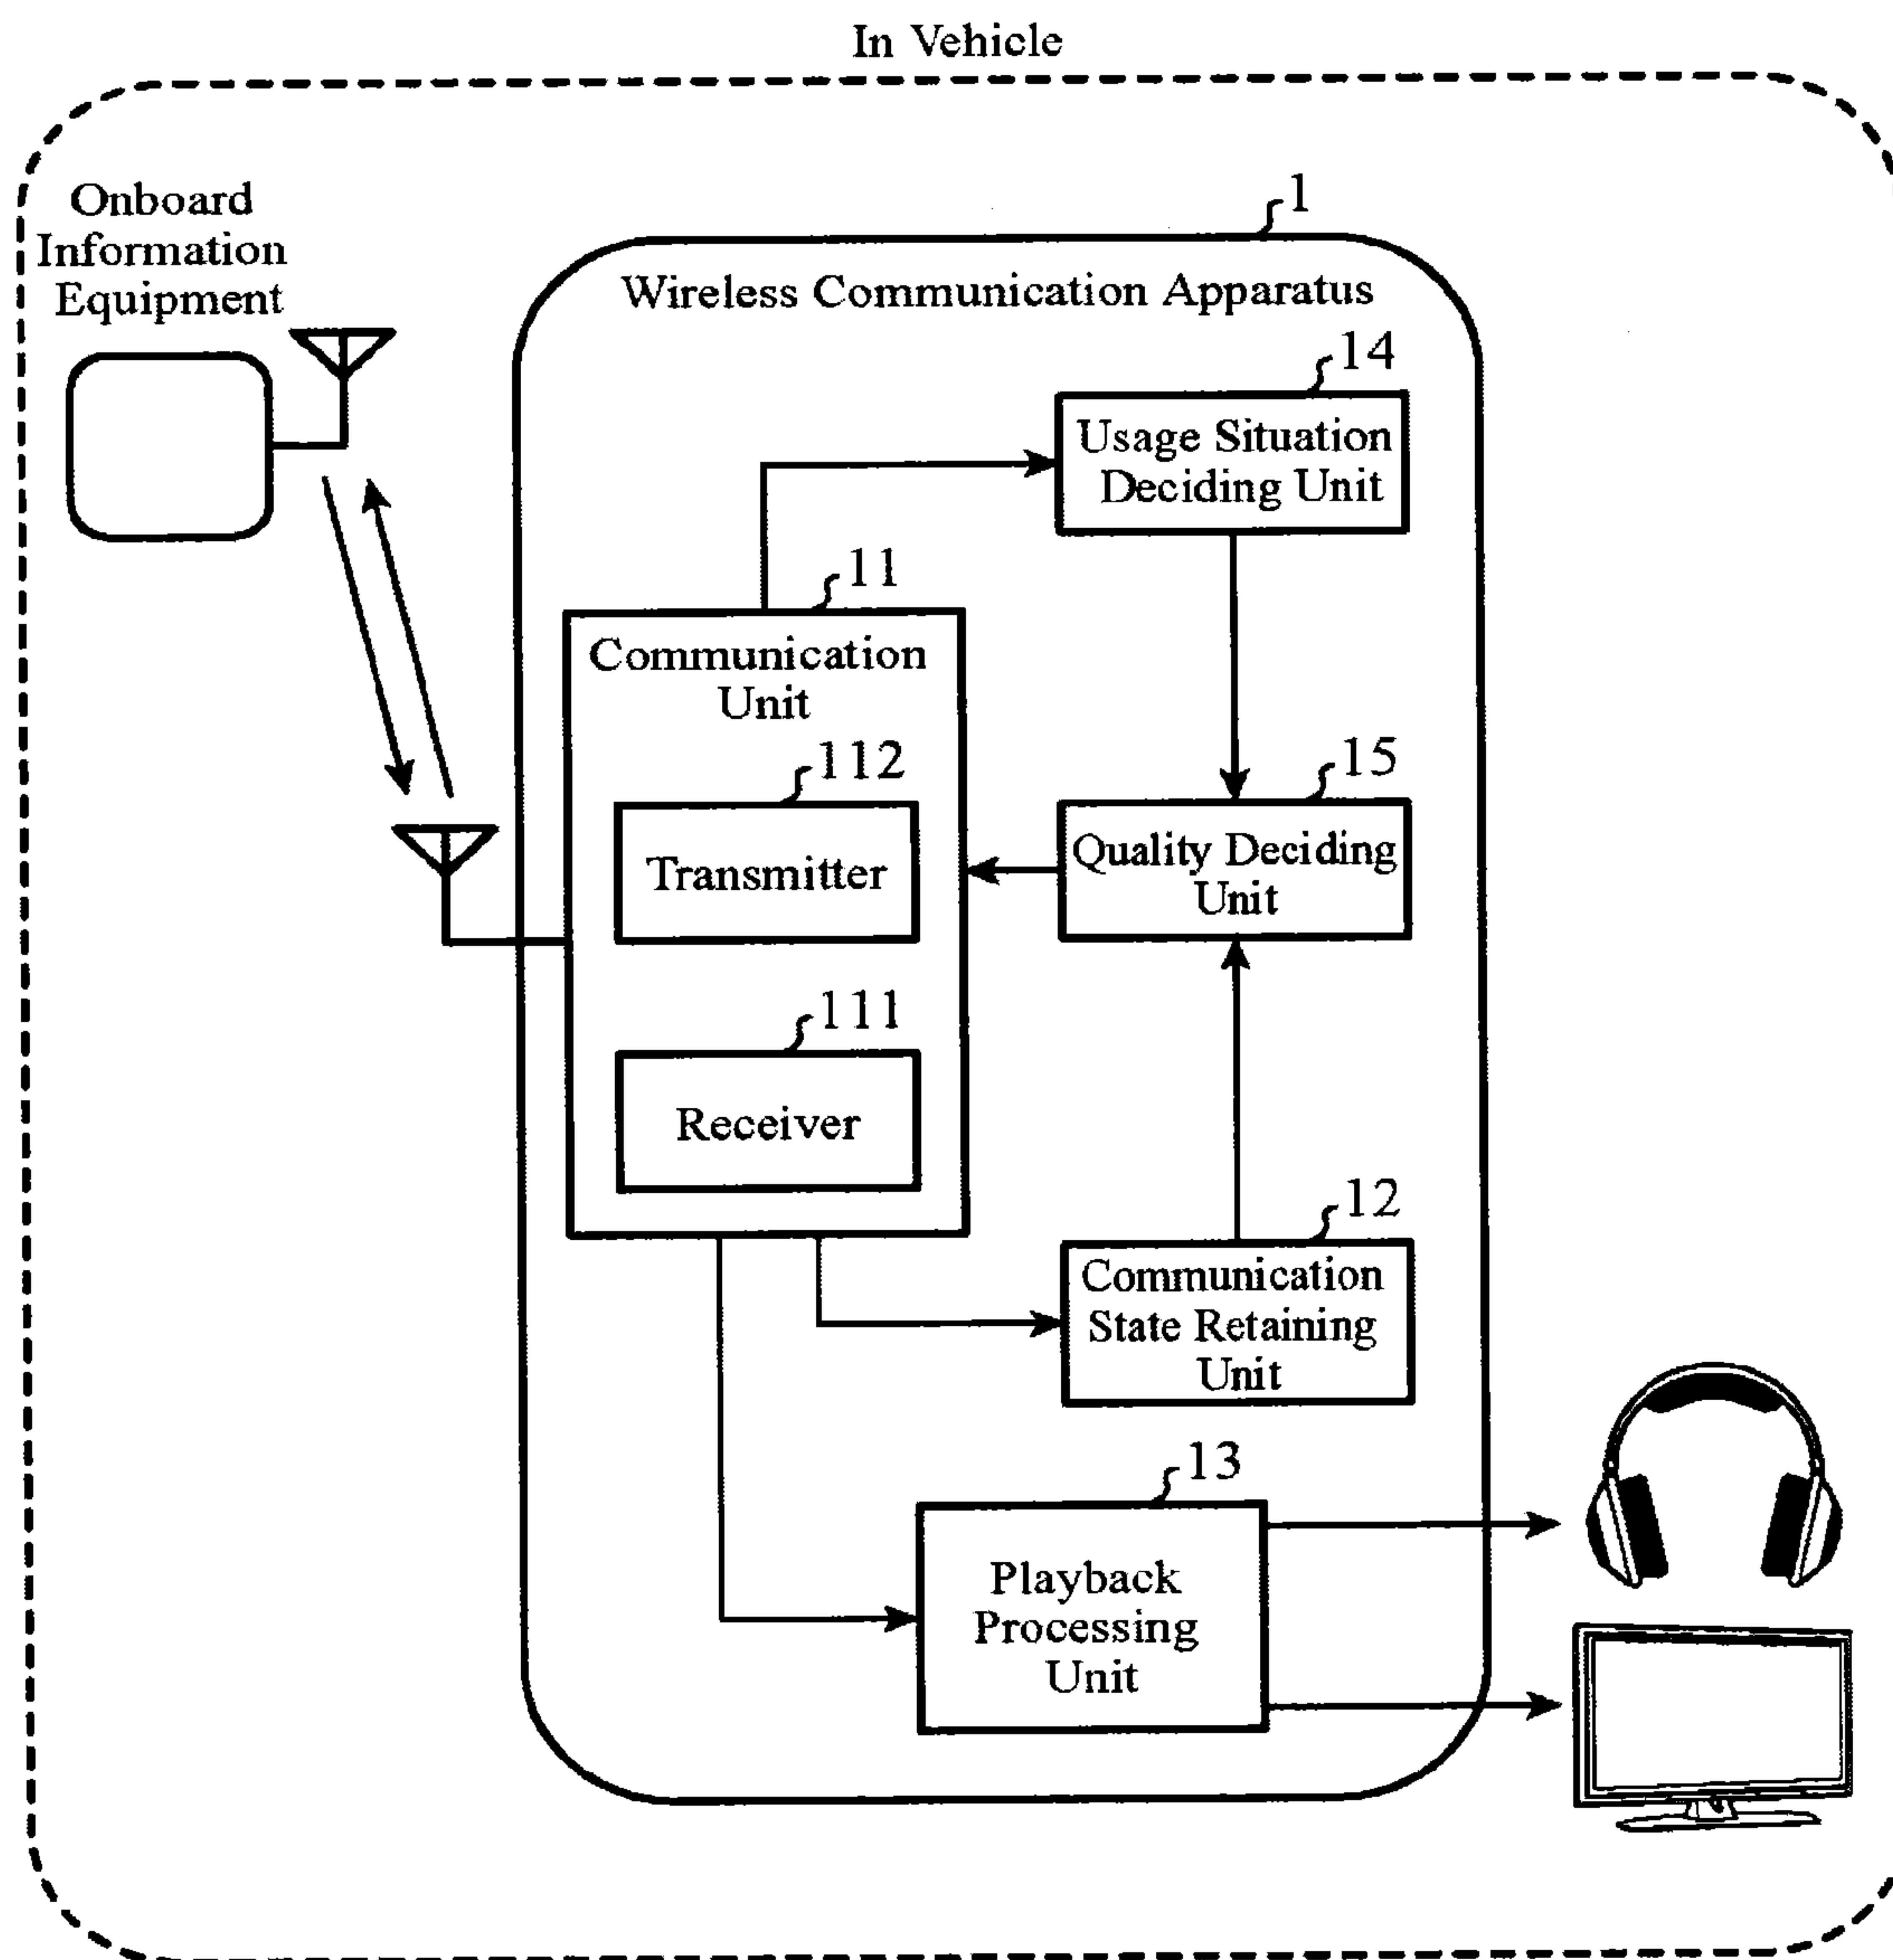 In Vehicle
Onboard
Information
Equipment
1
Wireless Communication Apparatus
14
Usage Situation
Deciding Unit
11
Communication
Unit
112
Transmitter
15
Quality Deciding
Unit
111
Receiver
12
Communication
State Retaining
Unit
13
Playback
Processing
Unit